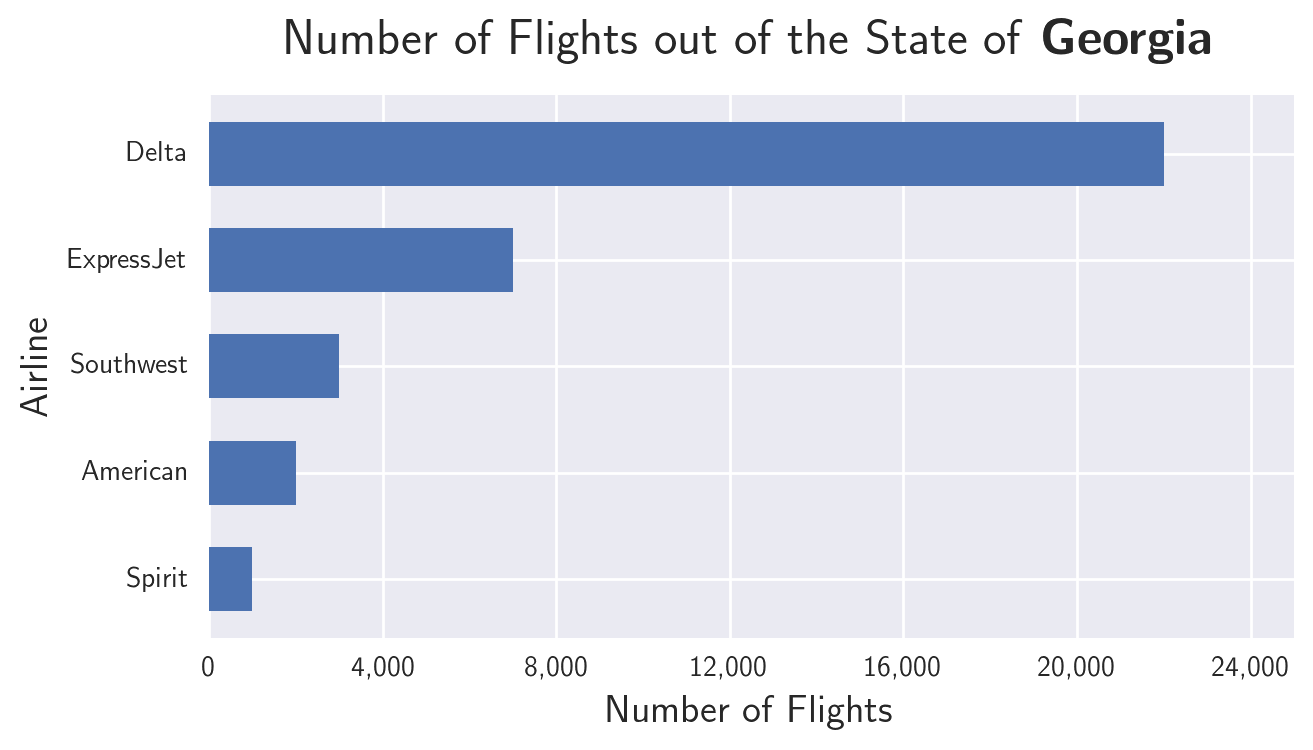 Number of Flights out of the State of Georgia
Delta
ExpressJet
Southwest
American
Spirit
Airline
0 4,000 8,000 12,000 16,000 20,000 24,000
Number of Flights